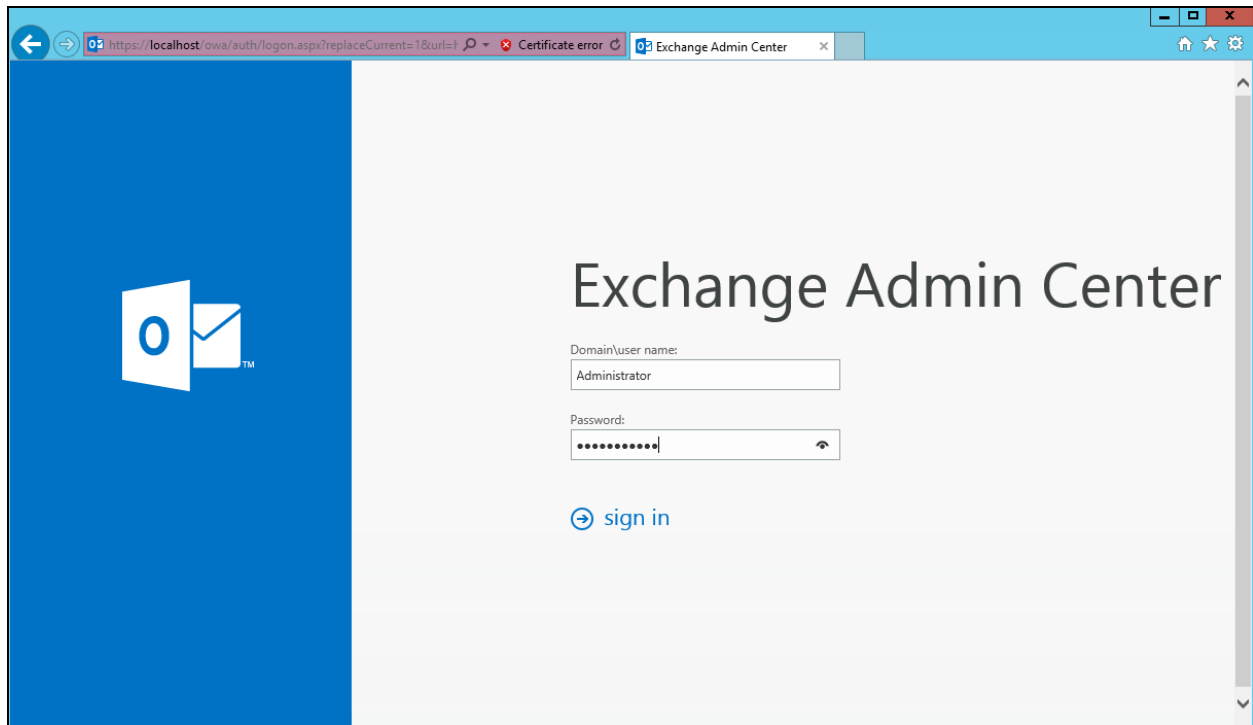 https://localhost/owa/auth/logon.aspx?replaceCurrent=1&url=h
Certificate error
Exchange Admin Center
Exchange Admin Center
Domain\user name:
Administrator
Password:
•••••••••••
sign in
TM